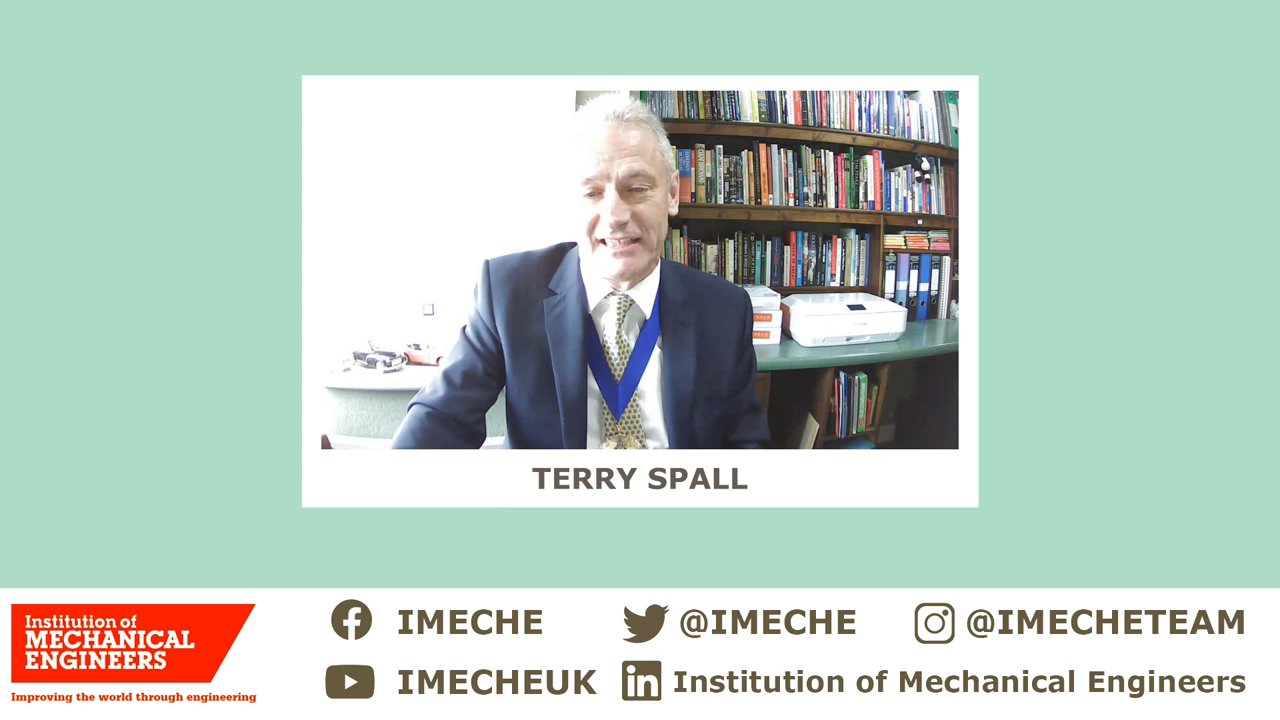 TERRY SPALL
Institution of
MECHANICAL
ENGINEERS
Improving the world through engineering
IMECHE
@IMECHE
@IMECHETEAM
IMECHEUK
Institution of Mechanical Engineers